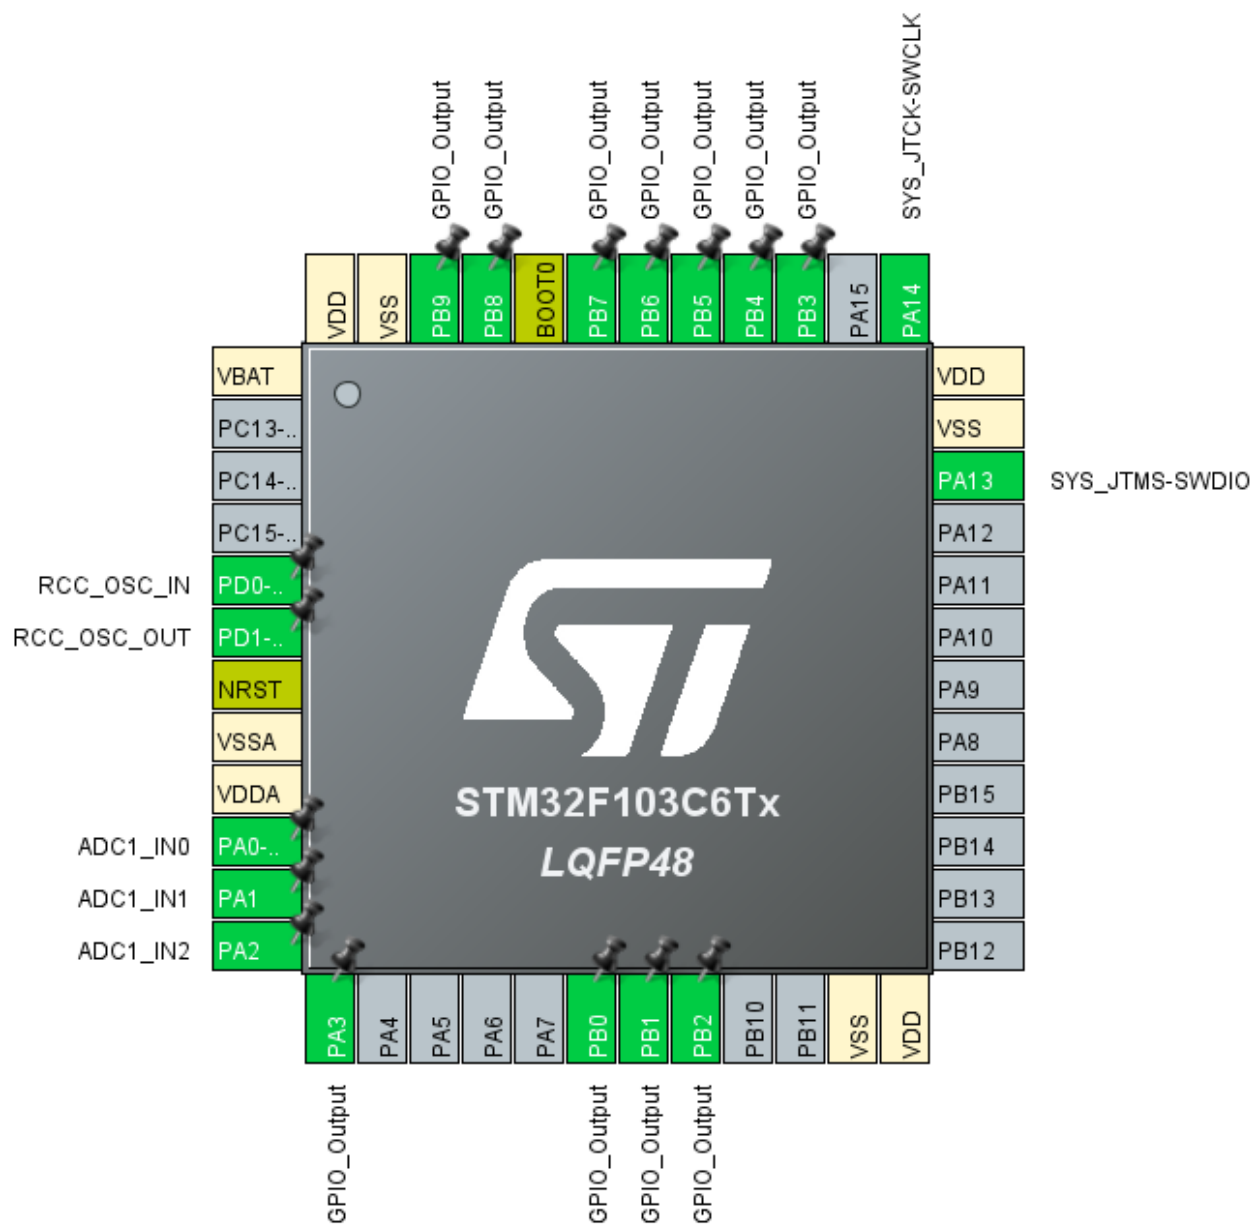 GPIO_Output
GPIO_Output
GPIO_Output
GPIO_Output
GPIO_Output
GPIO_Output
GPIO_Output
SYS_JTCK-SWCLK
VDD
VSS
PB9
PB8
BOOT0
PB7
PB6
PB5
PB4
PB3
PA15
PA14
VBAT
PC13-..
PC14-..
PC15-..
RCC_OSC_IN PD0-..
RCC_OSC_OUT PD1-..
NRST
VSSA
VDDA
ADC1_IN0 PA0-..
ADC1_IN1 PA1
ADC1_IN2 PA2
ST
STM32F103C6Tx
LQFP48
VDD
VSS
PA13 SYS_JTMS-SWDIO
PA12
PA11
PA10
PA9
PA8
PB15
PB14
PB13
PB12
PA3
PA4
PA5
PA6
PA7
PB0
PB1
PB2
PB10
PB11
VSS
VDD
GPIO_Output
GPIO_Output
GPIO_Output
GPIO_Output